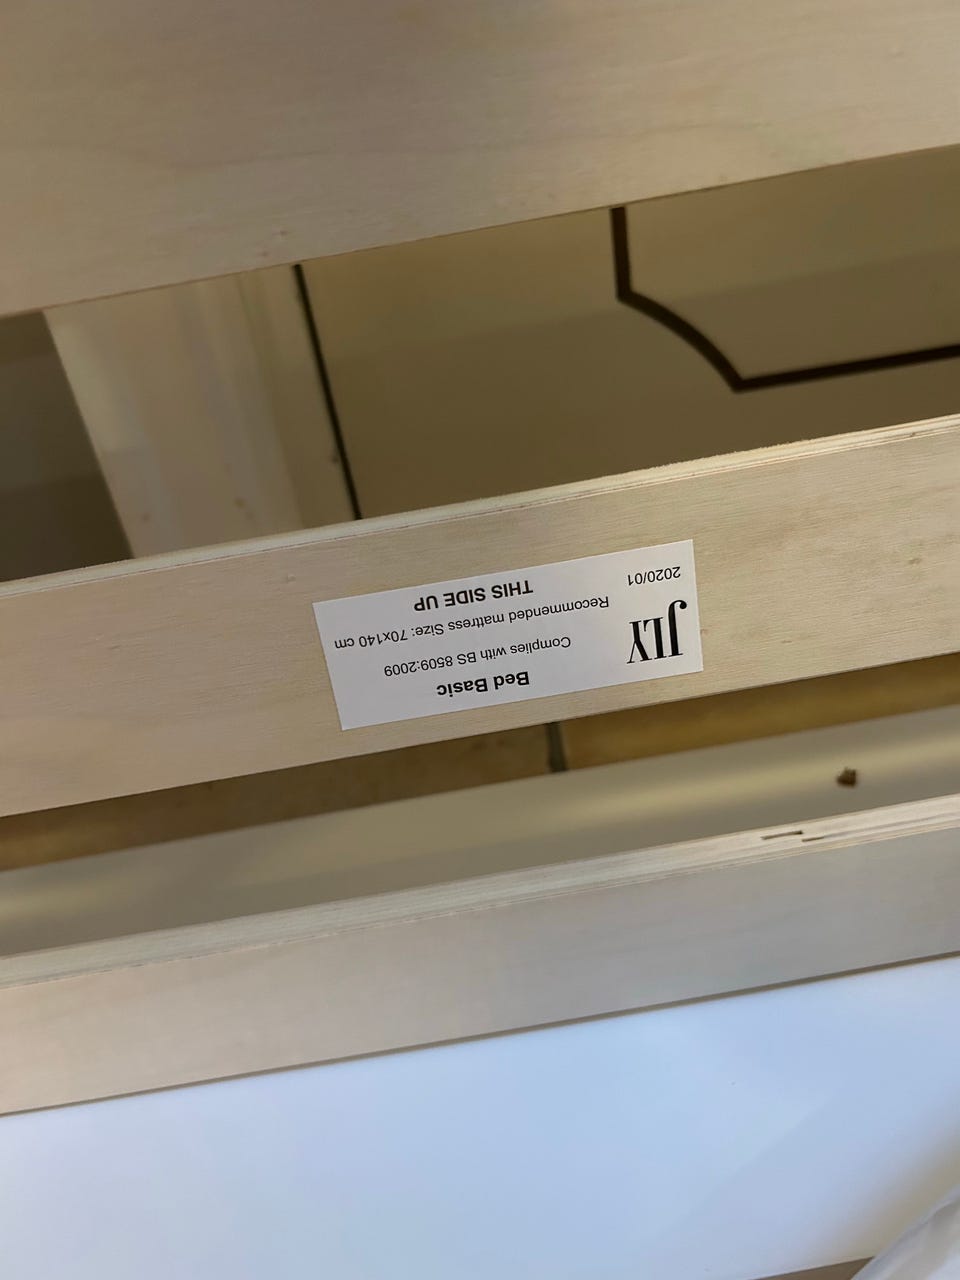 Bed Basic
Complies with BS 8509:2009
JLY
Recommended mattress Size: 70x140 cm
2020/01
THIS SIDE UP